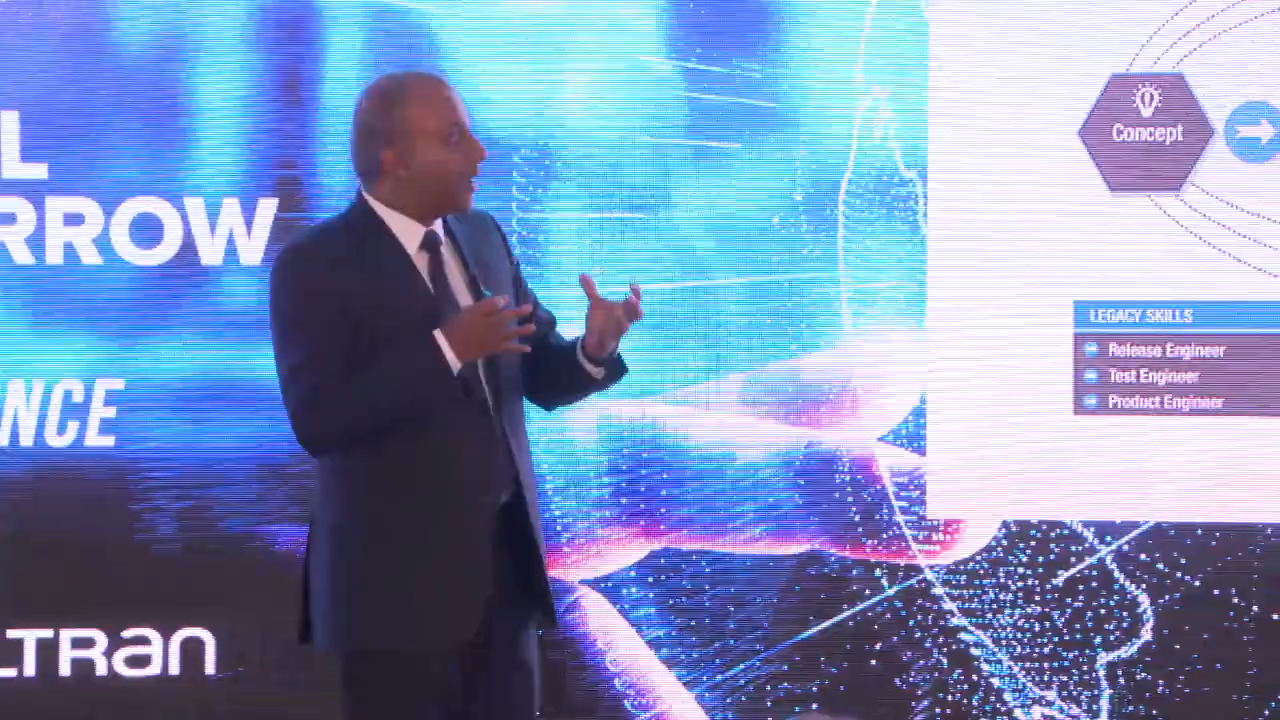 L
RROW
NCE
LTRan
Concept
LEGACY SKILLS
Release Engineer
Test Engineer
Product Engineer